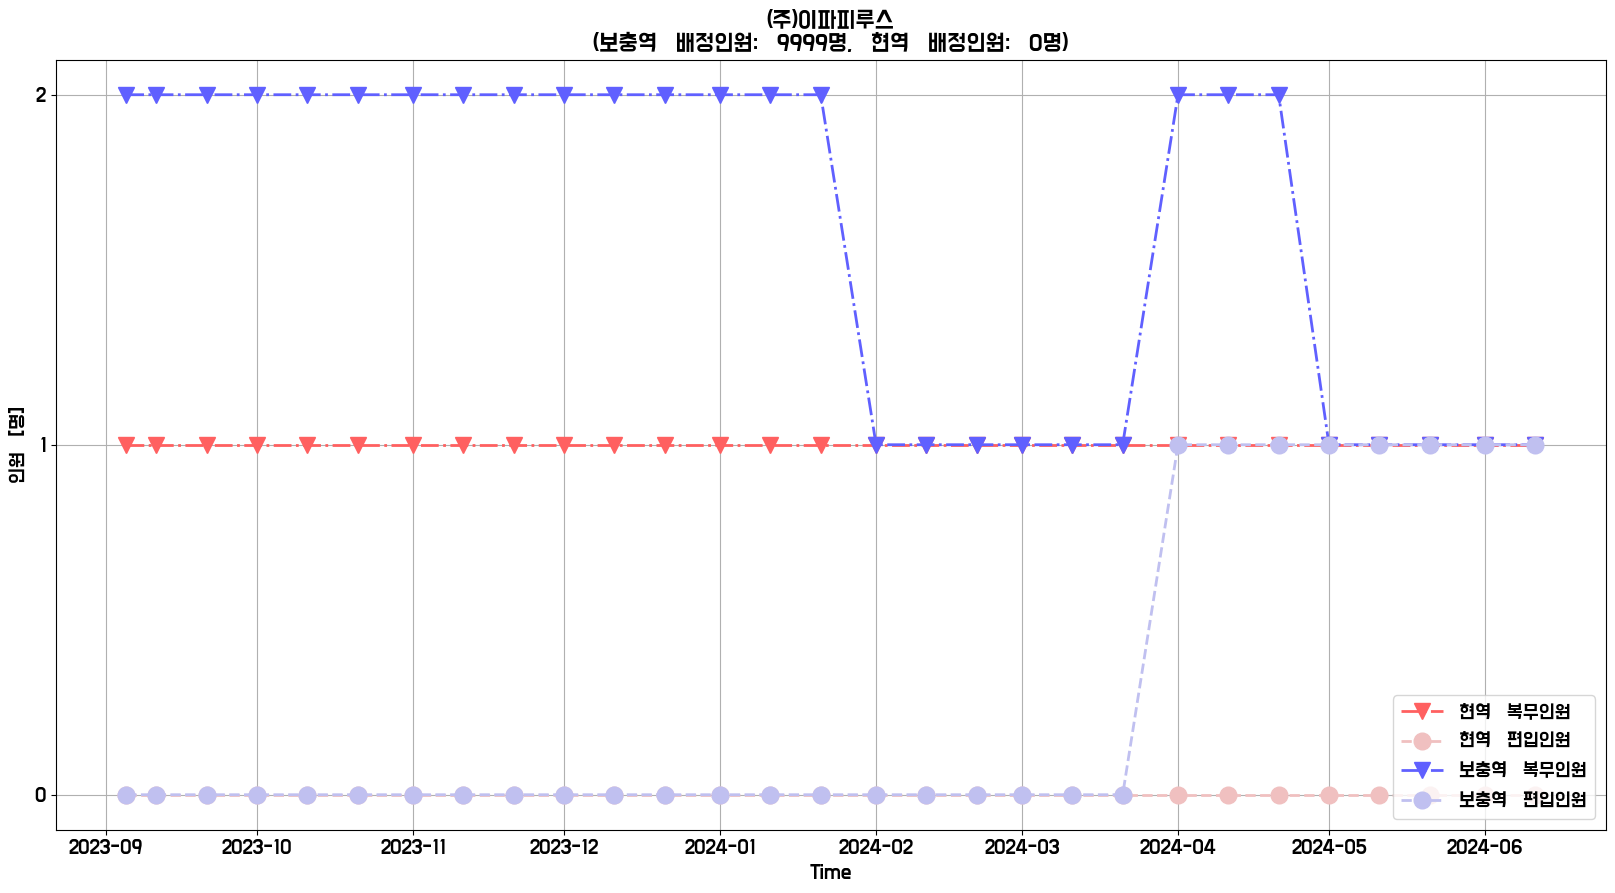 (주)이파피루스
(보충역 배정인원: 9999명, 현역 배정인원: 0명)
인원 [명]
2
1
0
현역 복무인원
현역 편입인원
보충역 복무인원
보충역 편입인원
2023-09 2023-10 2023-11 2023-12 2024-01 2024-02 2024-03 2024-04 2024-05 2024-06
Time